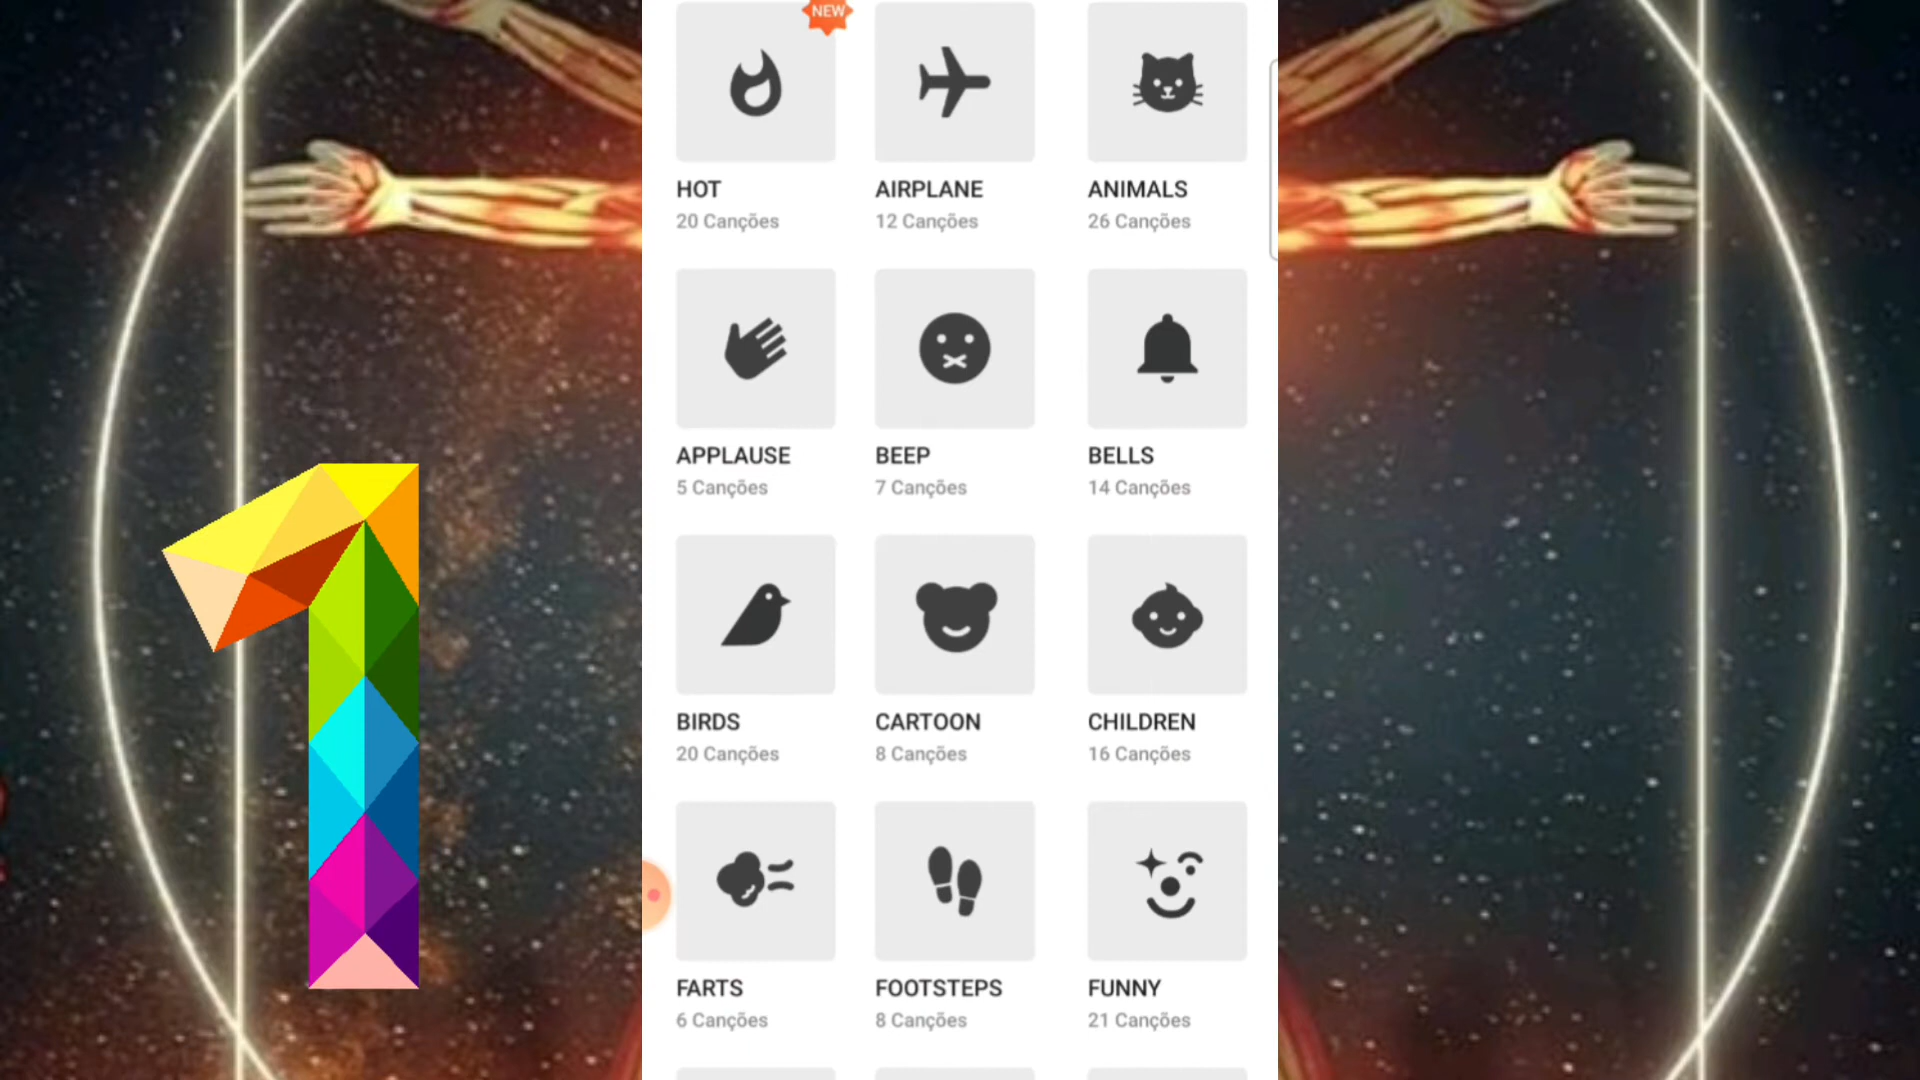 NEW
HOT
20 Canções
AIRPLANE
12 Canções
ANIMALS
26 Canções
APPLAUSE
5 Canções
BEEP
7 Canções
BELLS
14 Canções
BIRDS
20 Canções
CARTOON
8 Canções
CHILDREN
16 Canções
1
FARTS
6 Canções
FOOTSTEPS
8 Canções
FUNNY
21 Canções